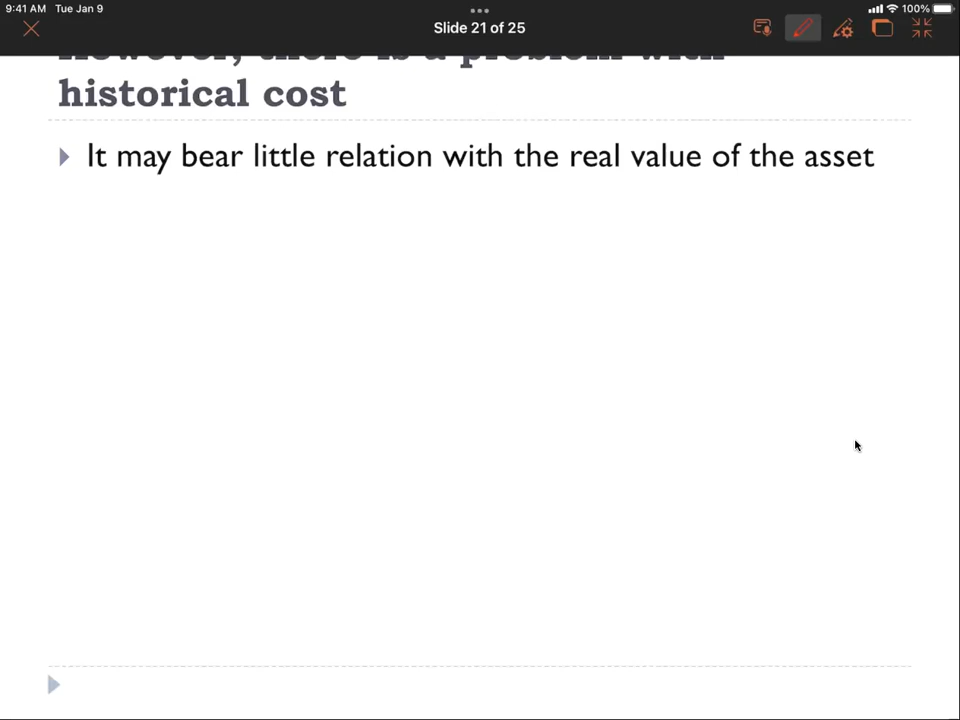 9:41 AM Tue Jan 9
100%
Slide 21 of 25
However, there is a problem with
historical cost
It may bear little relation with the real value of the asset